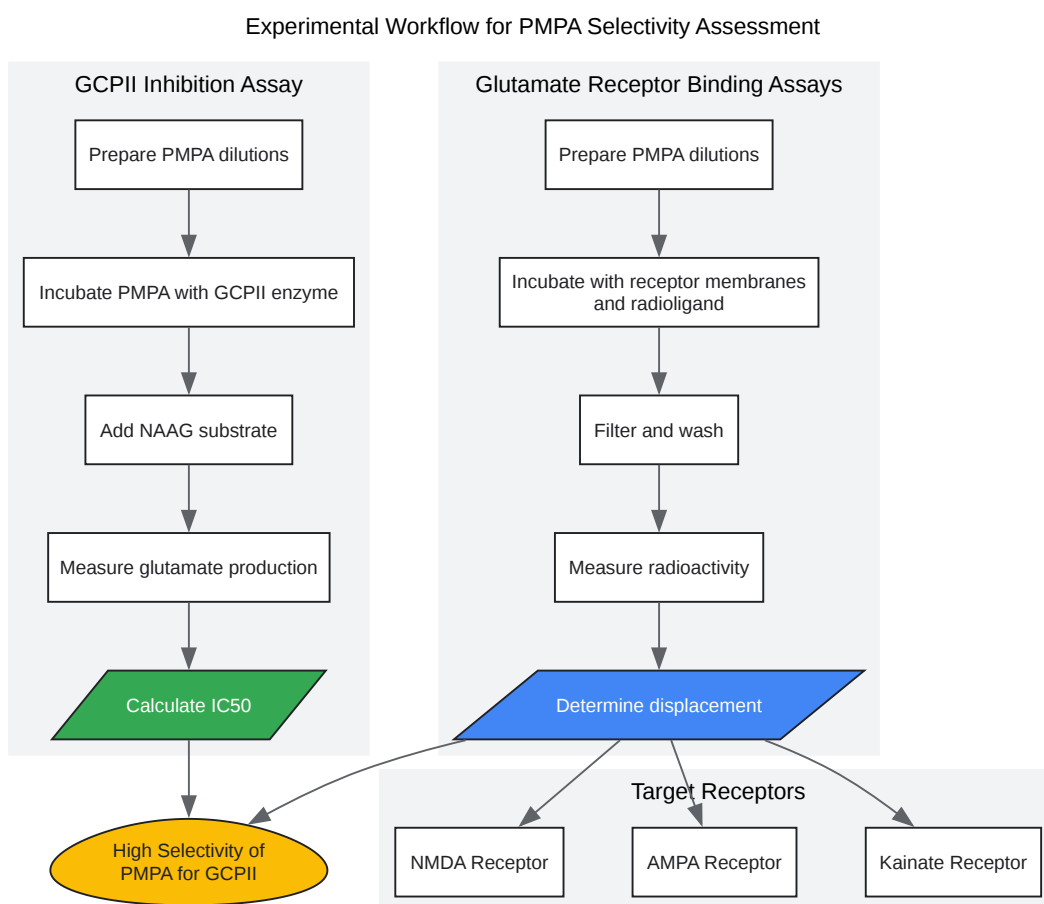 Experimental Workflow for PMPA Selectivity Assessment
GCPII Inhibition Assay
Prepare PMPA dilutions
Incubate PMPA with GCPII enzyme
Add NAAG substrate
Measure glutamate production
Calculate IC50
Glutamate Receptor Binding Assays
Prepare PMPA dilutions
Incubate with receptor membranes
and radioligand
Filter and wash
Measure radioactivity
Determine displacement
High Selectivity of
PMPA for GCPII
Target Receptors
NMDA Receptor
AMPA Receptor
Kainate Receptor